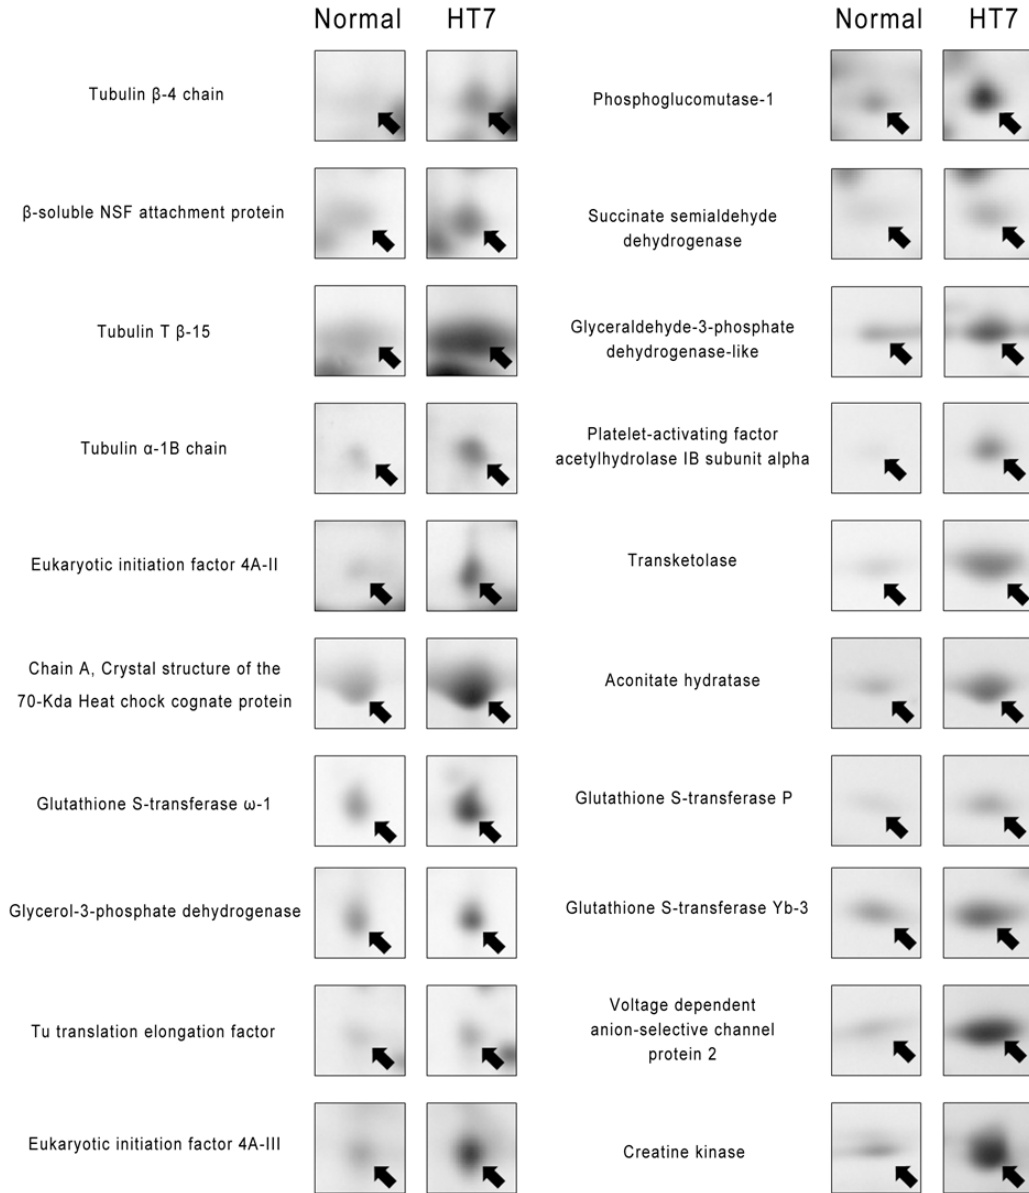 Normal HT7
Tubulin β-4 chain
β-soluble NSF attachment protein
Tubulin T β-15
Tubulin α-1B chain
Eukaryotic initiation factor 4A-II
Chain A, Crystal structure of the
70-Kda Heat chock cognate protein
Glutathione S-transferase ω-1
Glycerol-3-phosphate dehydrogenase
Tu translation elongation factor
Eukaryotic initiation factor 4A-III
Normal HT7
Phosphoglucomutase-1
Succinate semialdehyde
dehydrogenase
Glyceraldehyde-3-phosphate
dehydrogenase-like
Platelet-activating factor
acetylhydrolase IB subunit alpha
Transketolase
Aconitate hydratase
Glutathione S-transferase P
Glutathione S-transferase Yb-3
Voltage dependent
anion-selective channel
protein 2
Creatine kinase